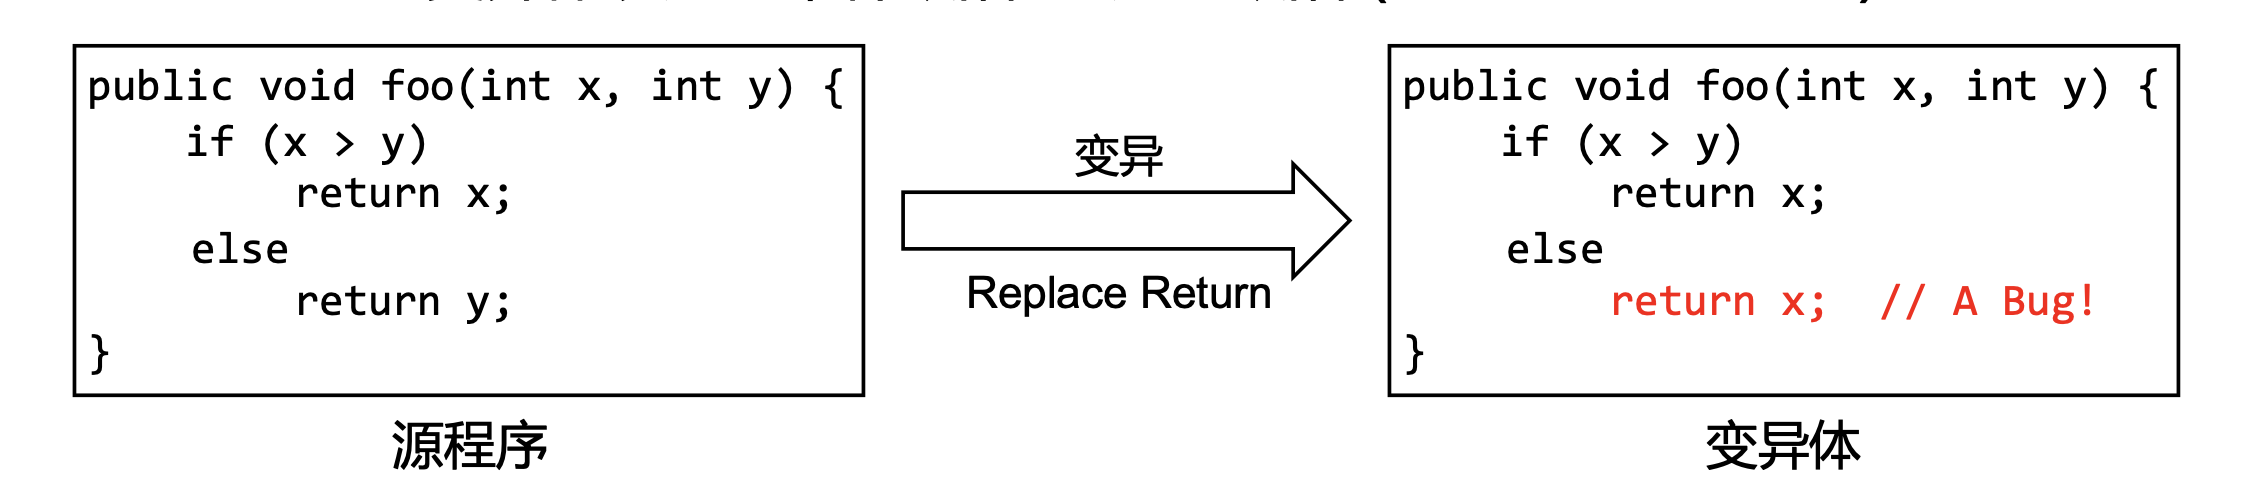 public void foo(int x, int y) {
if (x > y)
return x;
else
return y;
}
源程序
变异
Replace Return
public void foo(int x, int y) {
if (x > y)
return x;
else
return x; // A Bug!
}
变异体